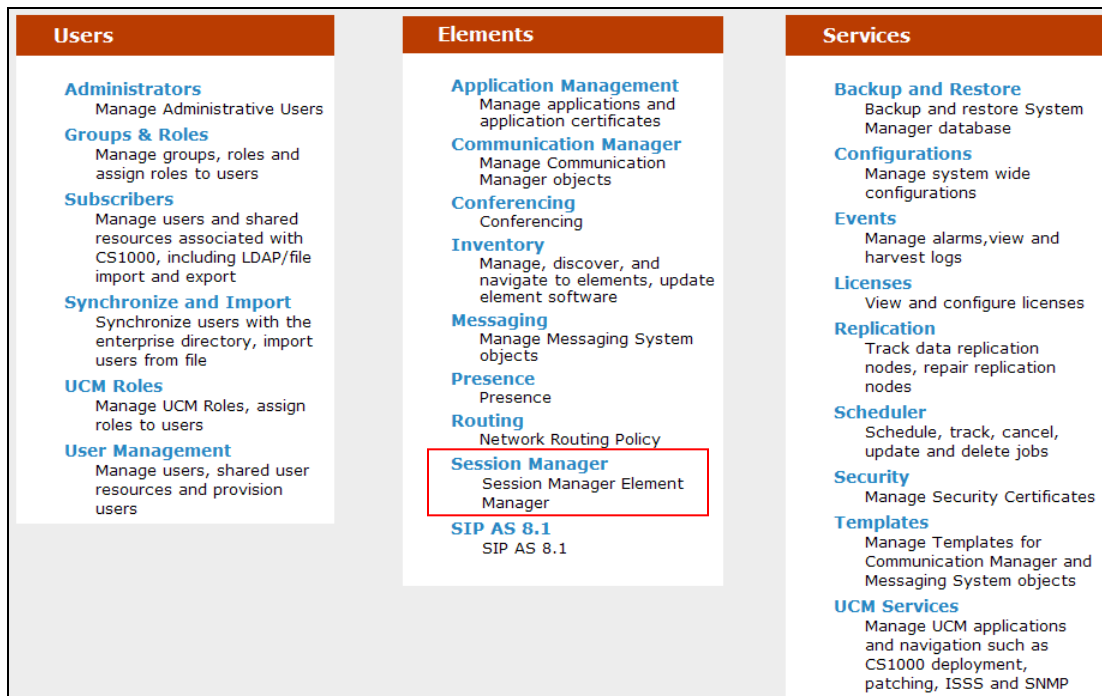 Users
Administrators
Manage Administrative Users
Groups & Roles
Manage groups, roles and
assign roles to users
Subscribers
Manage users and shared
resources associated with
CS1000, including LDAP/file
import and export
Synchronize and Import
Synchronize users with the
enterprise directory, import
users from file
UCM Roles
Manage UCM Roles, assign
roles to users
User Management
Manage users, shared user
resources and provision
users
Elements
Application Management
Manage applications and
application certificates
Communication Manager
Manage Communication
Manager objects
Conferencing
Conferencing
Inventory
Manage, discover, and
navigate to elements, update
element software
Messaging
Manage Messaging System
objects
Presence
Presence
Routing
Network Routing Policy
Session Manager
Session Manager Element
Manager
SIP AS 8.1
SIP AS 8.1
Services
Backup and Restore
Backup and restore System
Manager database
Configurations
Manage system wide
configurations
Events
Manage alarms,view and
harvest logs
Licenses
View and configure licenses
Replication
Track data replication
nodes, repair replication
nodes
Scheduler
Schedule, track, cancel,
update and delete jobs
Security
Manage Security Certificates
Templates
Manage Templates for
Communication Manager and
Messaging System objects
UCM Services
Manage UCM applications
and navigation such as
CS1000 deployment,
patching, ISSS and SNMP